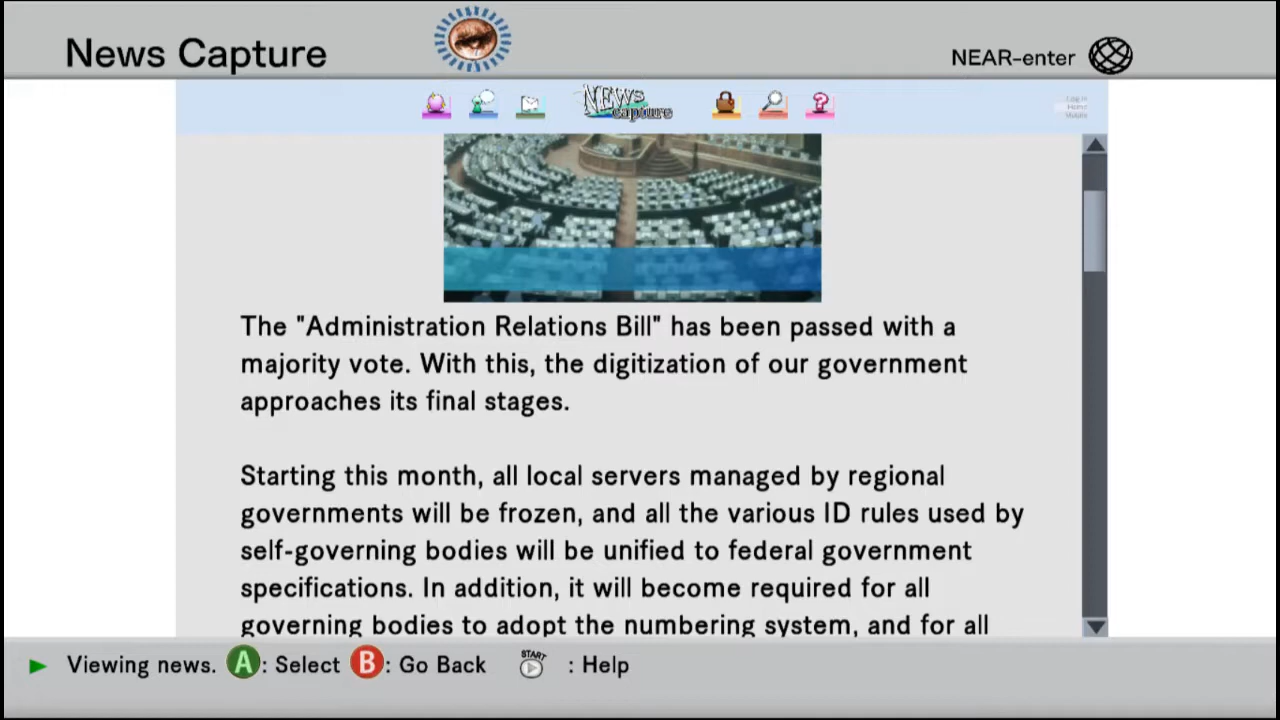 News Capture
NEAR-enter
NEWS
capture
Log in
Home
The "Administration Relations Bill" has been passed with a
majority vote. With this, the digitization of our government
approaches its final stages.
Starting this month, all local servers managed by regional
governments will be frozen, and all the various ID rules used by
self-governing bodies will be unified to federal government
specifications. In addition, it will become required for all
governing bodies to adopt the numbering system, and for all
Viewing news. A: Select B: Go Back START : Help